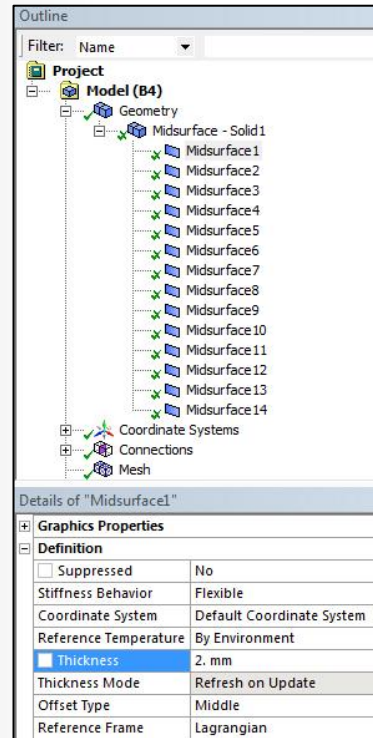 Outline
Filter: Name
Project
Model (B4)
Geometry
Midsurface - Solid1
Midsurface1
Midsurface2
Midsurface3
Midsurface4
Midsurface5
Midsurface6
Midsurface7
Midsurface8
Midsurface9
Midsurface10
Midsurface11
Midsurface12
Midsurface13
Midsurface14
Coordinate Systems
Connections
Mesh
Details of "Midsurface1"
Graphics Properties
Definition
Suppressed No
Stiffness Behavior Flexible
Coordinate System Default Coordinate System
Reference Temperature By Environment
Thickness 2. mm
Thickness Mode Refresh on Update
Offset Type Middle
Reference Frame Lagrangian